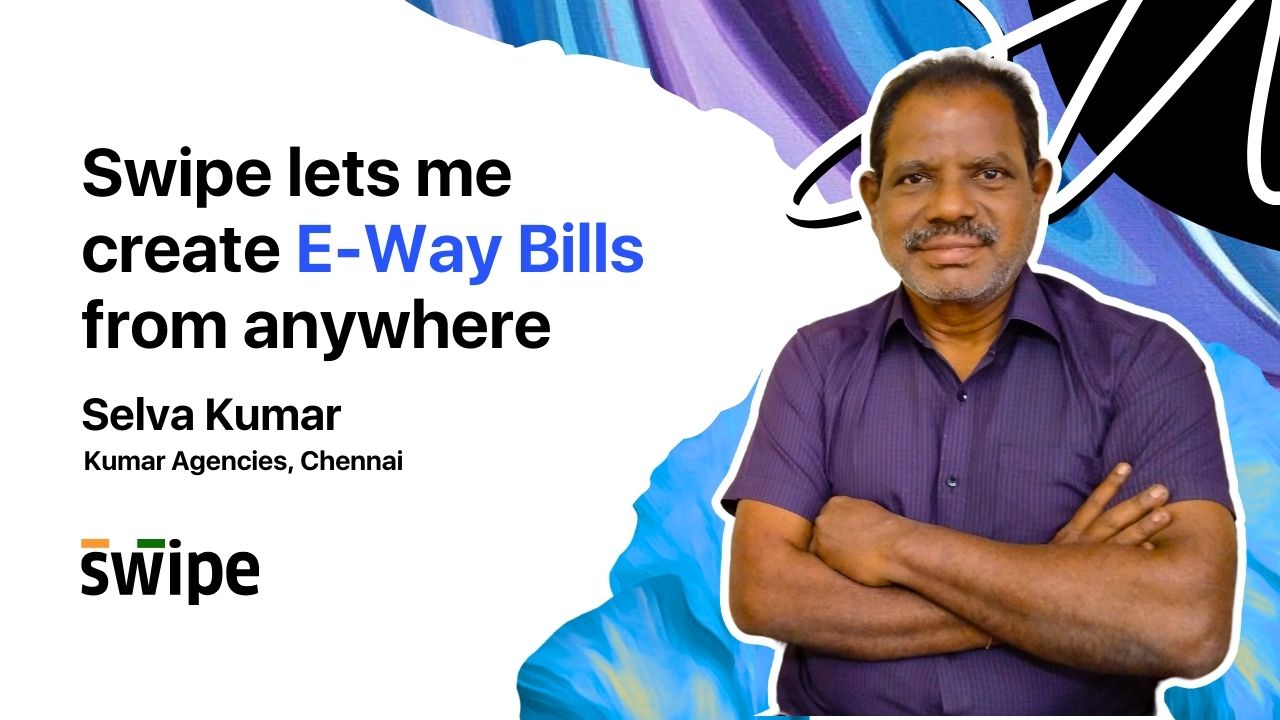 Swipe lets me
create E-Way Bills
from anywhere
Selva Kumar
Kumar Agencies, Chennai
swipe